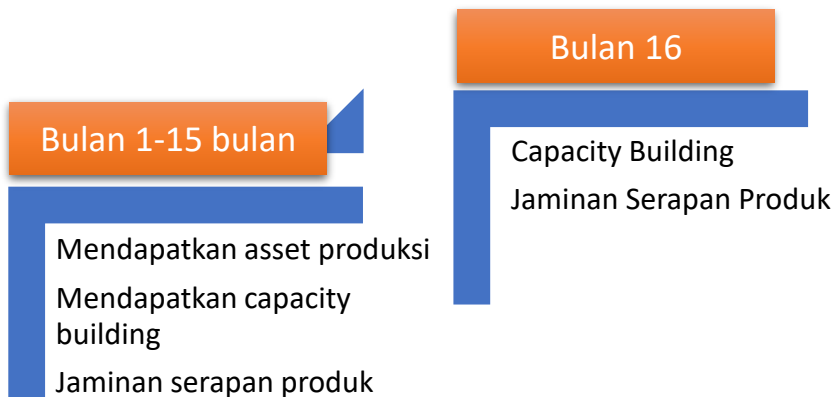 Bulan 1-15 bulan
Mendapatkan asset produksi
Mendapatkan capacity
building
Jaminan serapan produk
Bulan 16
Capacity Building
Jaminan Serapan Produk